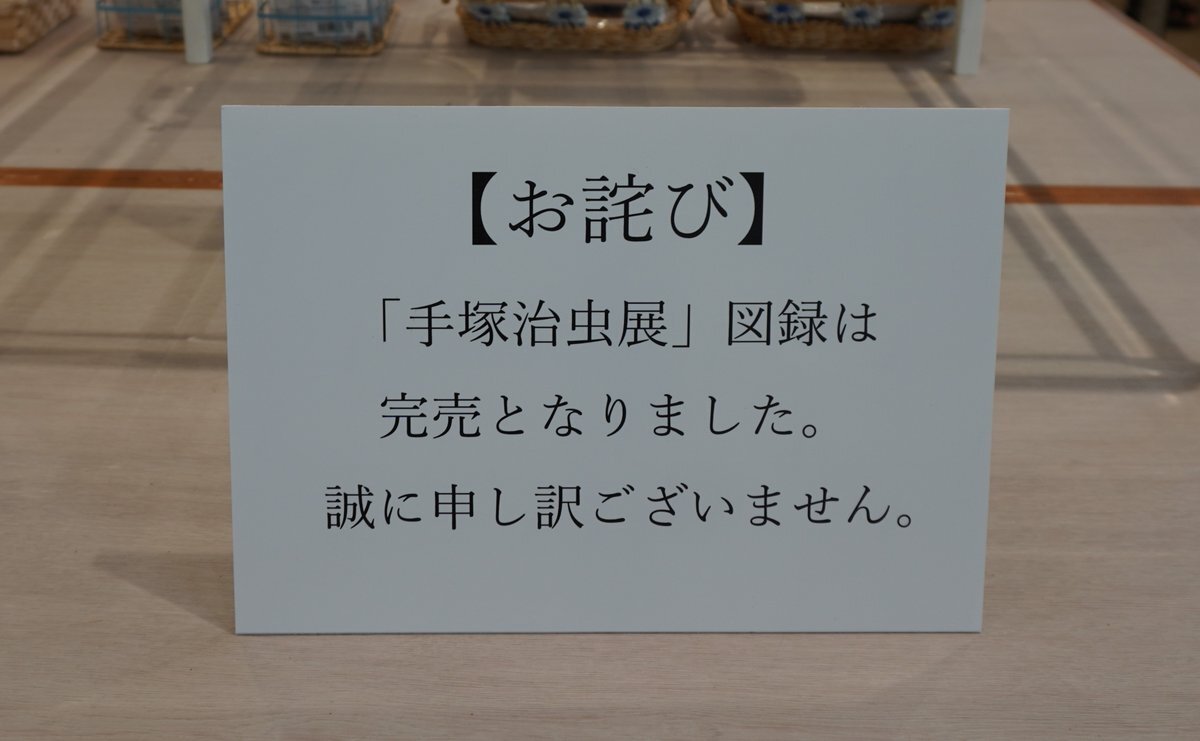 【お詫び】
「手塚治虫展」図録は
完売となりました。
誠に申し訳ございません。